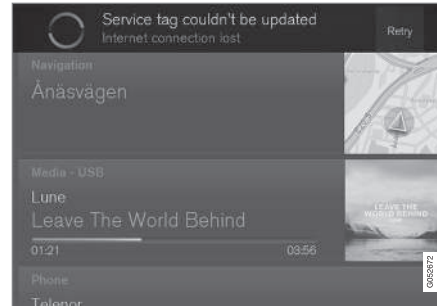 Service tag couldn't be updated
Internet connection lost
Retry
Navigation
Ånäsvägen
Media - USB
Lune
Leave The World Behind
01:21
03:56
LEAVE THE
WORLD BEHIND
Phone
Telenor
G052672